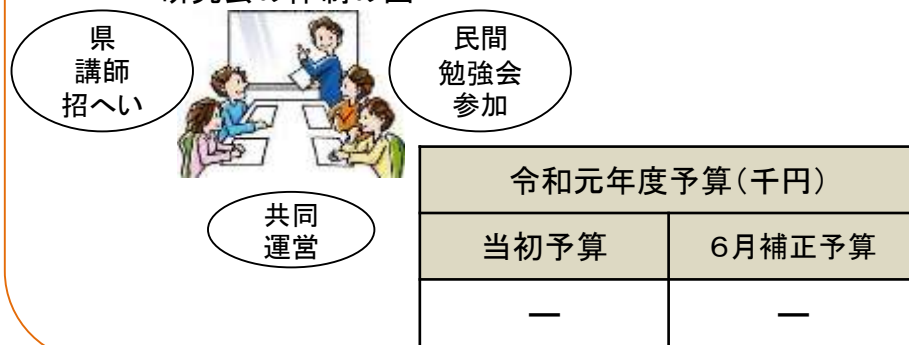 県
講師
招へい
民間
勉強会
参加
共同
運営
令和元年度予算(千円)
当初予算
6月補正予算
ー
ー